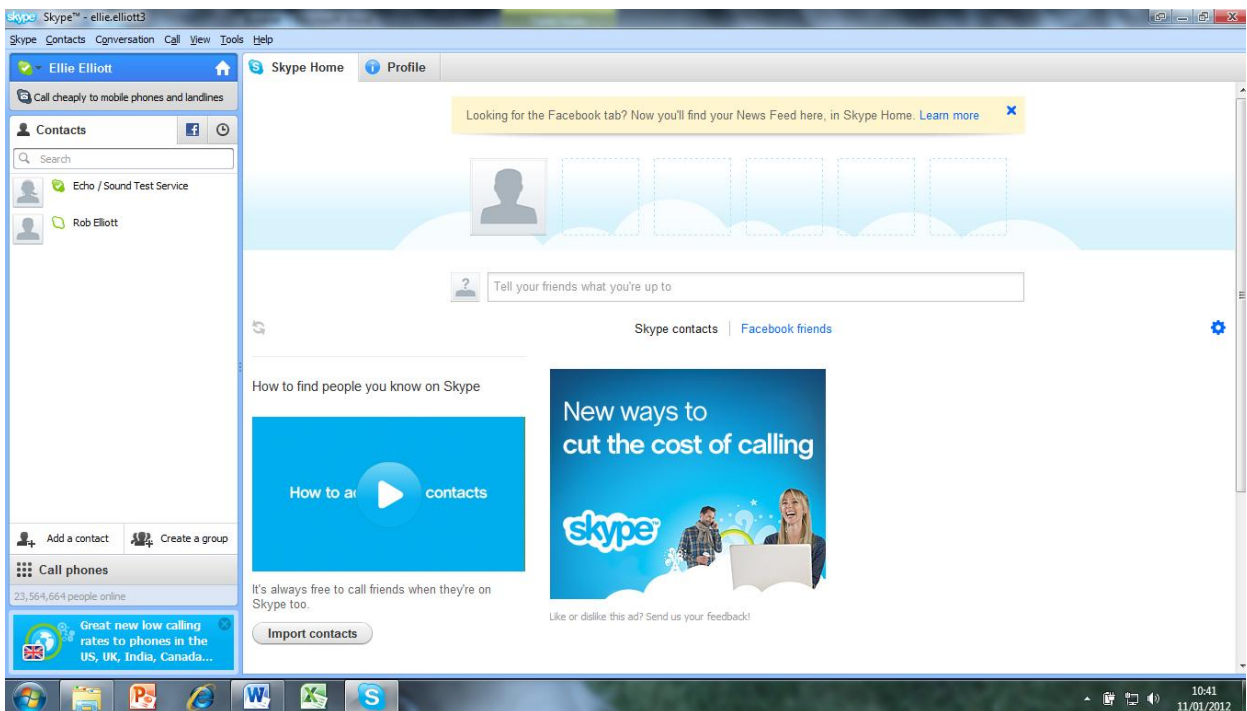 skype Skype™ - ellie.elliott3
Skype Contacts Conversation Call View Tools Help
Ellie Elliott
Skype Home
Profile
Call cheaply to mobile phones and landlines
Contacts
Search
Echo / Sound Test Service
Rob Elliott
Looking for the Facebook tab? Now you'll find your News Feed here, in Skype Home. Learn more
Tell your friends what you're up to
Skype contacts
Facebook friends
How to find people you know on Skype
How to a contacts
It's always free to call friends when they're on
Skype too.
Import contacts
New ways to
cut the cost of calling
skype
Like or dislike this ad? Send us your feedback!
Add a contact
Create a group
Call phones
23,564,664 people online
Great new low calling
rates to phones in the
US, UK, India, Canada...
10:41
11/01/2012